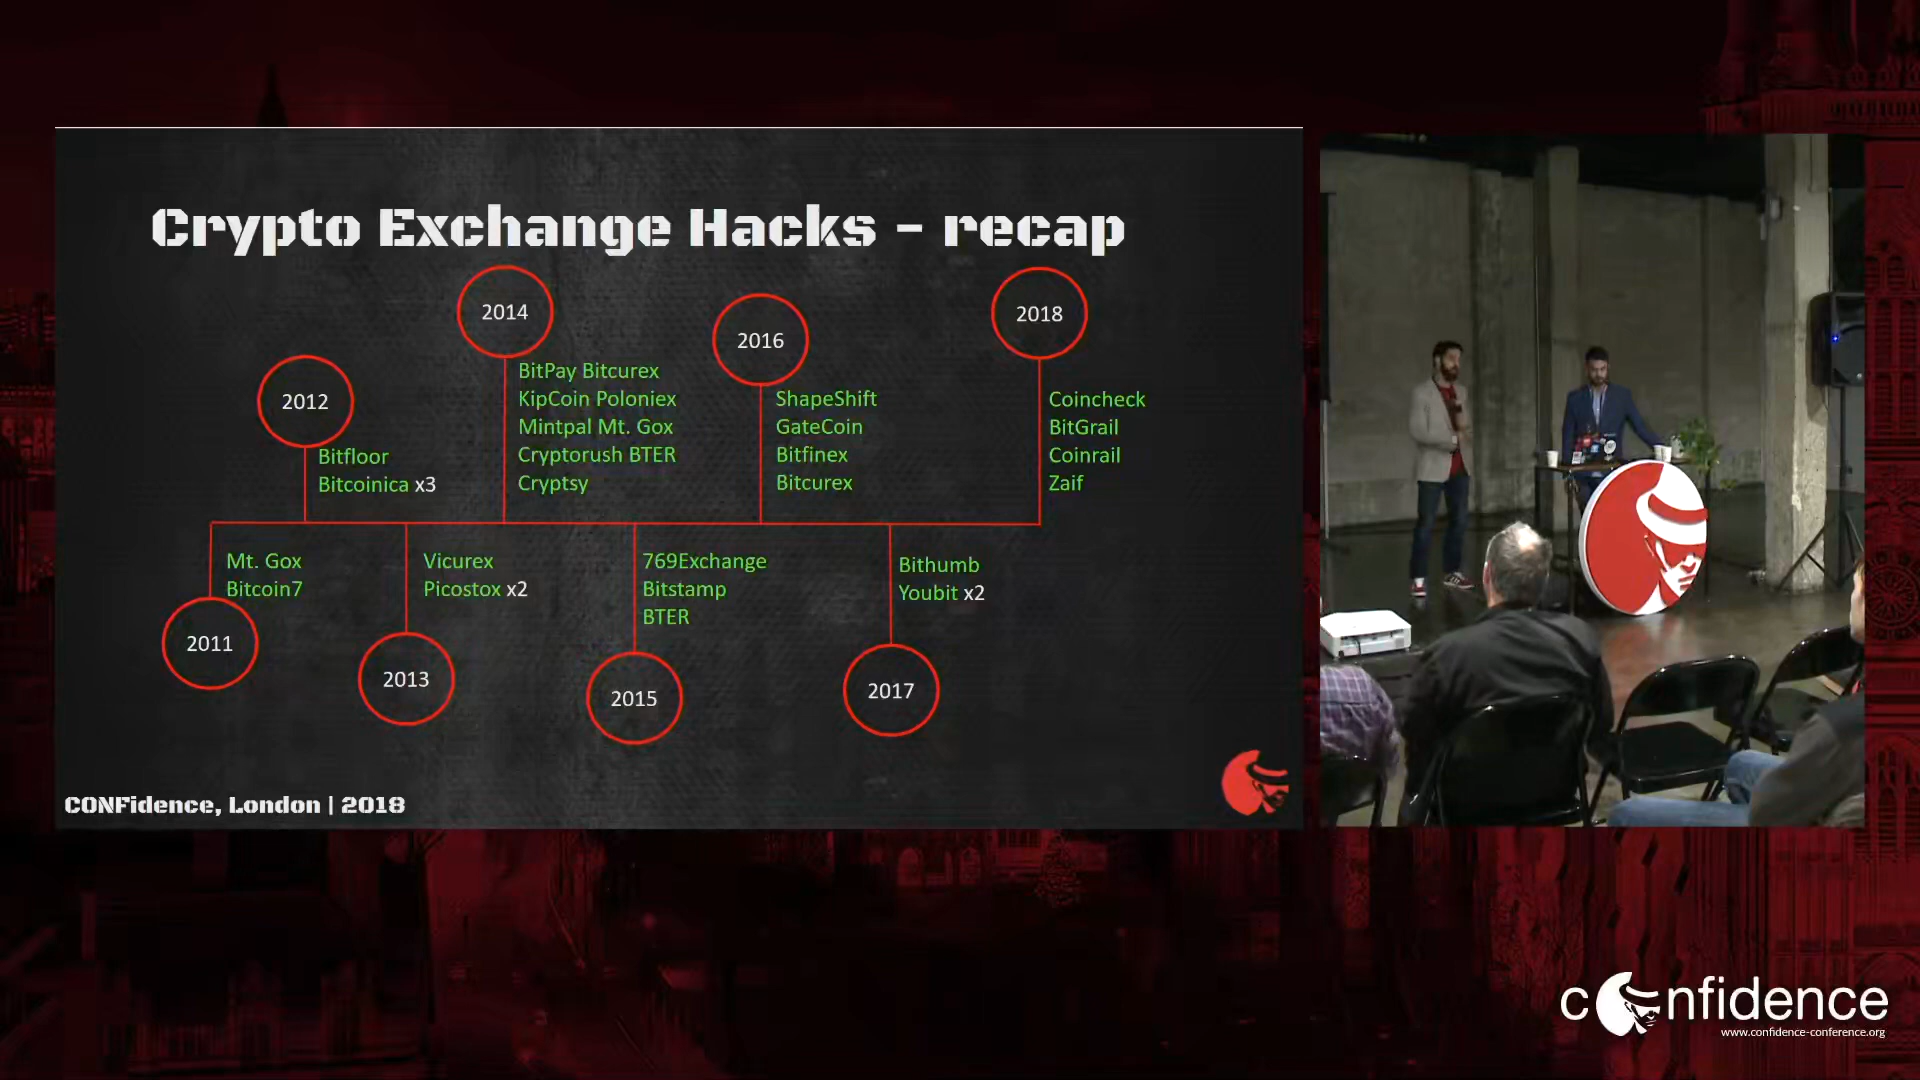 Crypto Exchange Hacks – recap
2014
2018
2016
2012
BitPay Bitcurex
KipCoin Poloniex
Mintpal Mt. Gox
Cryptorush BTER
Cryptsy
ShapeShift
GateCoin
Bitfinex
Bitcurex
Coincheck
BitGrail
Coinrail
Zaif
Bitfloor
Bitcoinica x3
Mt. Gox
Bitcoin7
Vicurex
Picostox x2
769Exchange
Bitstamp
BTER
Bithumb
Youbit x2
2011
2013
2015
2017
CONFidence, London | 2018
confidence
www.confidence-conference.org